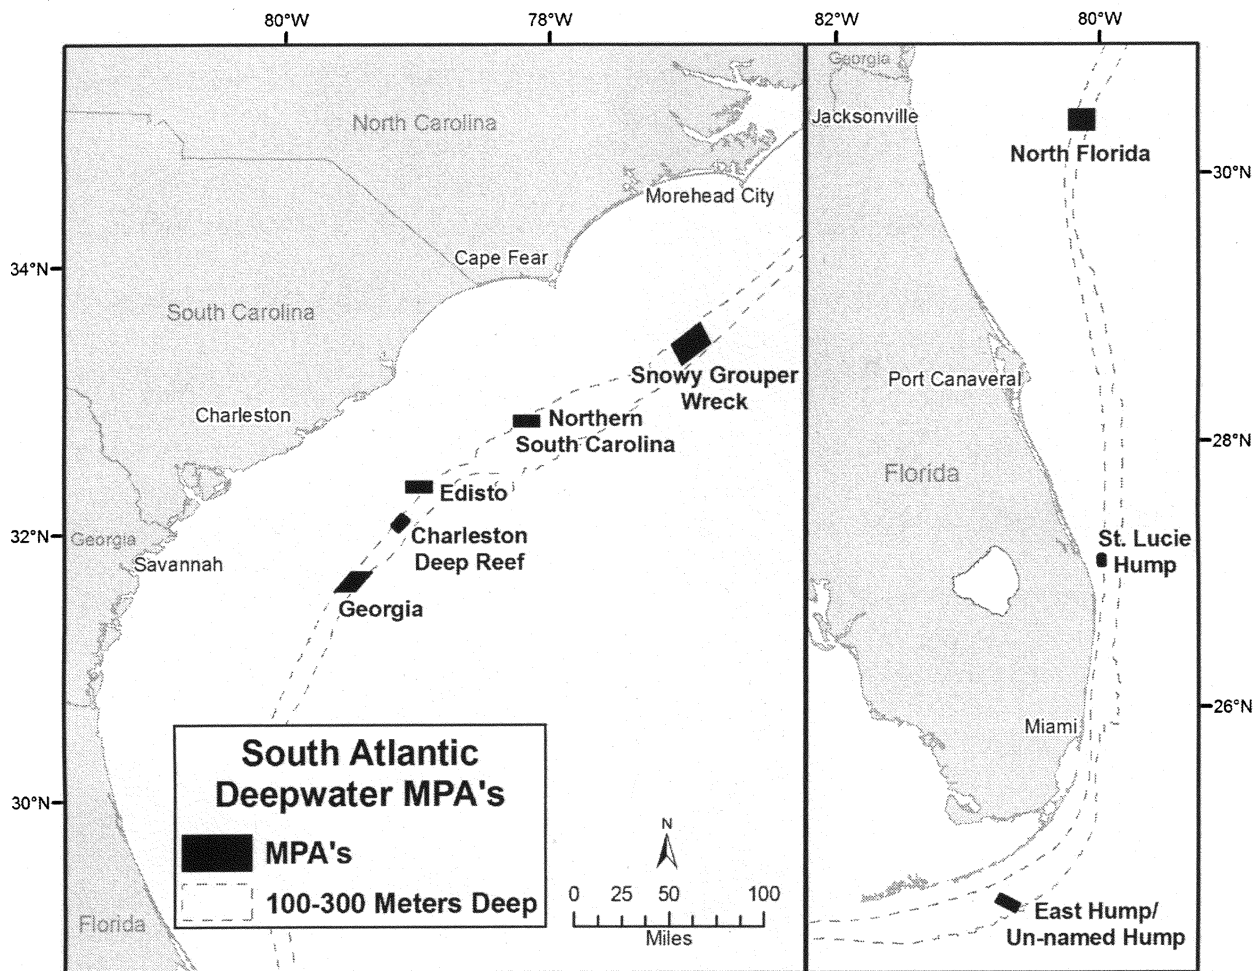 80°W
78°W
82°W
80°W
Georgia
North Carolina
Jacksonville
North Florida
30°N
Morehead City
34°N
Cape Fear
South Carolina
Snowy Grouper
Wreck
Port Canaveral
Charleston
Northern
South Carolina
28°N
Florida
Edisto
32°N
Georgia
Savannah
Charleston
Deep Reef
St. Lucie
Hump
Georgia
26°N
Miami
South Atlantic
Deepwater MPA's
30°N
MPA's
100-300 Meters Deep
N
0 25 50 100
Miles
Florida
East Hump/
Un-named Hump